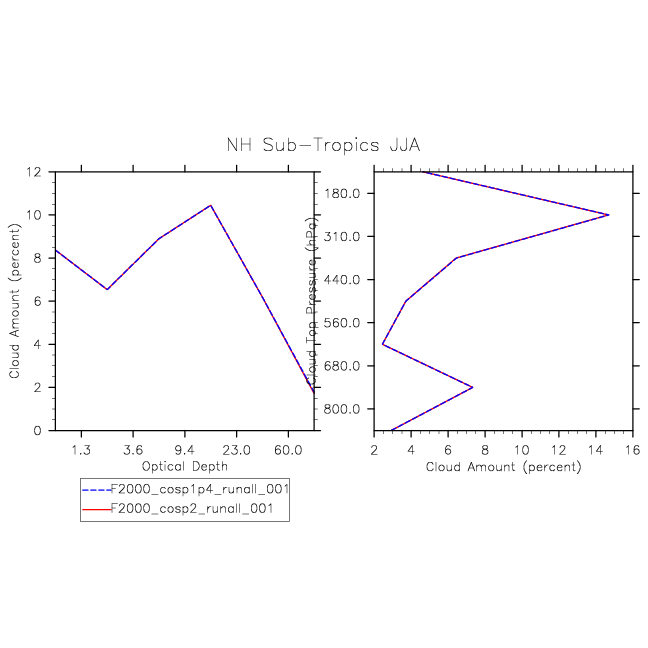 NH Sub-Tropics JJA
12
10
8
6
4
2
0
Cloud Amount (percent)
1.3 3.6 9.4 23.0 60.0
Optical Depth
180.0
310.0
440.0
560.0
680.0
800.0
Cloud Top Pressure (hPa)
2 4 6 8 10 12 14 16
Cloud Amount (percent)
F2000_cosp1p4_runall_001
F2000_cosp2_runall_001